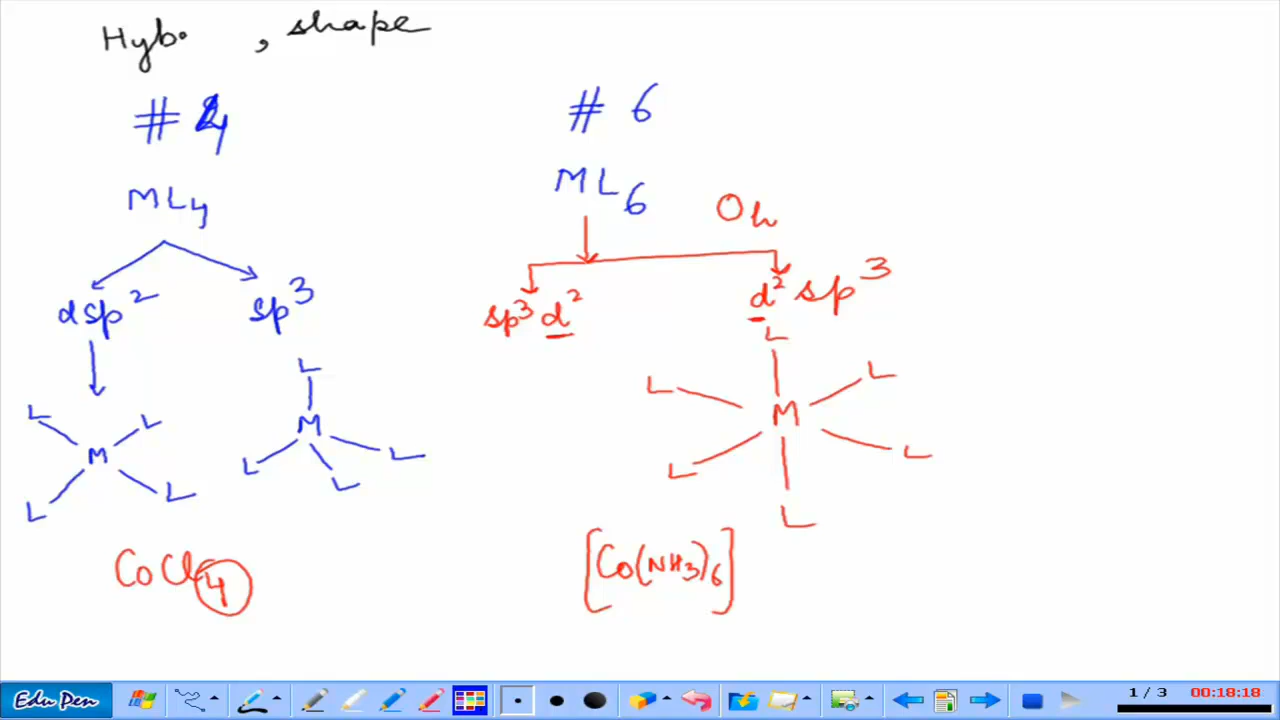 Hyb. , shape
# 4
# 6
ML4
ML6
Oh
dsp2
sp3
sp3d2
d2sp3
L
L L
M
L L
L
M
L L L
L
L L
M
L L
L
CoCl4
[Co(NH3)6]
Edu Pen
1 / 3
00:18:18